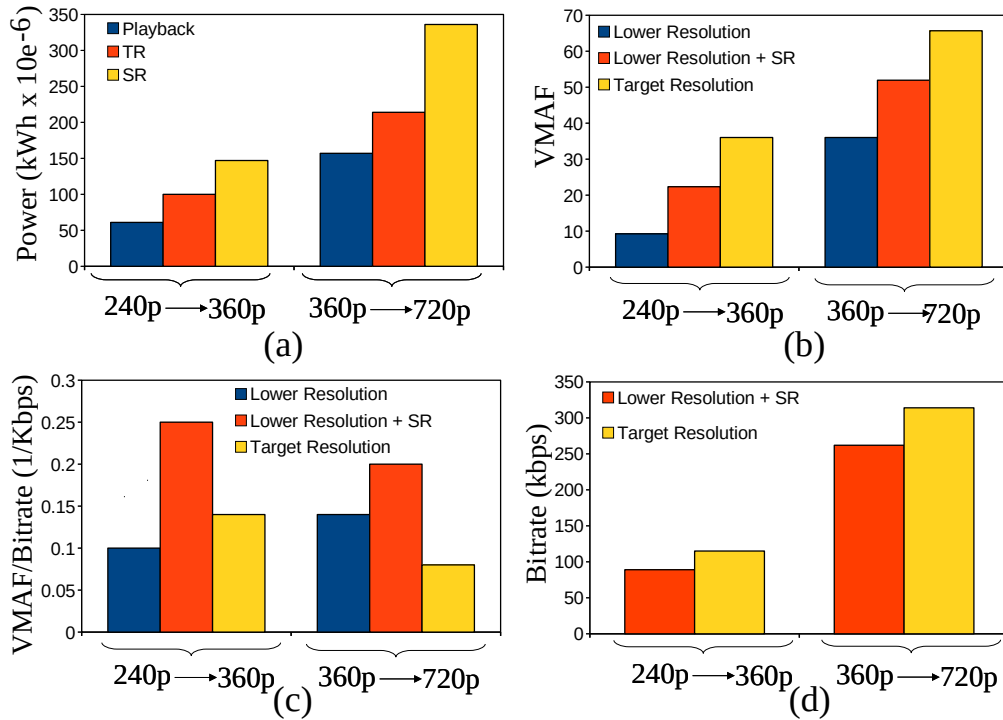 Power (kWh x 10e-6)
350
300
250
200
150
100
50
0
Playback
TR
SR
240p → 360p
360p → 720p
(a)
VMAF
70
60
50
40
30
20
10
0
Lower Resolution
Lower Resolution + SR
Target Resolution
240p → 360p
360p → 720p
(b)
VMAF/Bitrate (1/Kbps)
0.3
0.25
0.2
0.15
0.1
0.05
0
Lower Resolution
Lower Resolution + SR
Target Resolution
240p → 360p
360p → 720p
(c)
Bitrate (kbps)
350
300
250
200
150
100
50
0
Lower Resolution + SR
Target Resolution
240p → 360p
360p → 720p
(d)